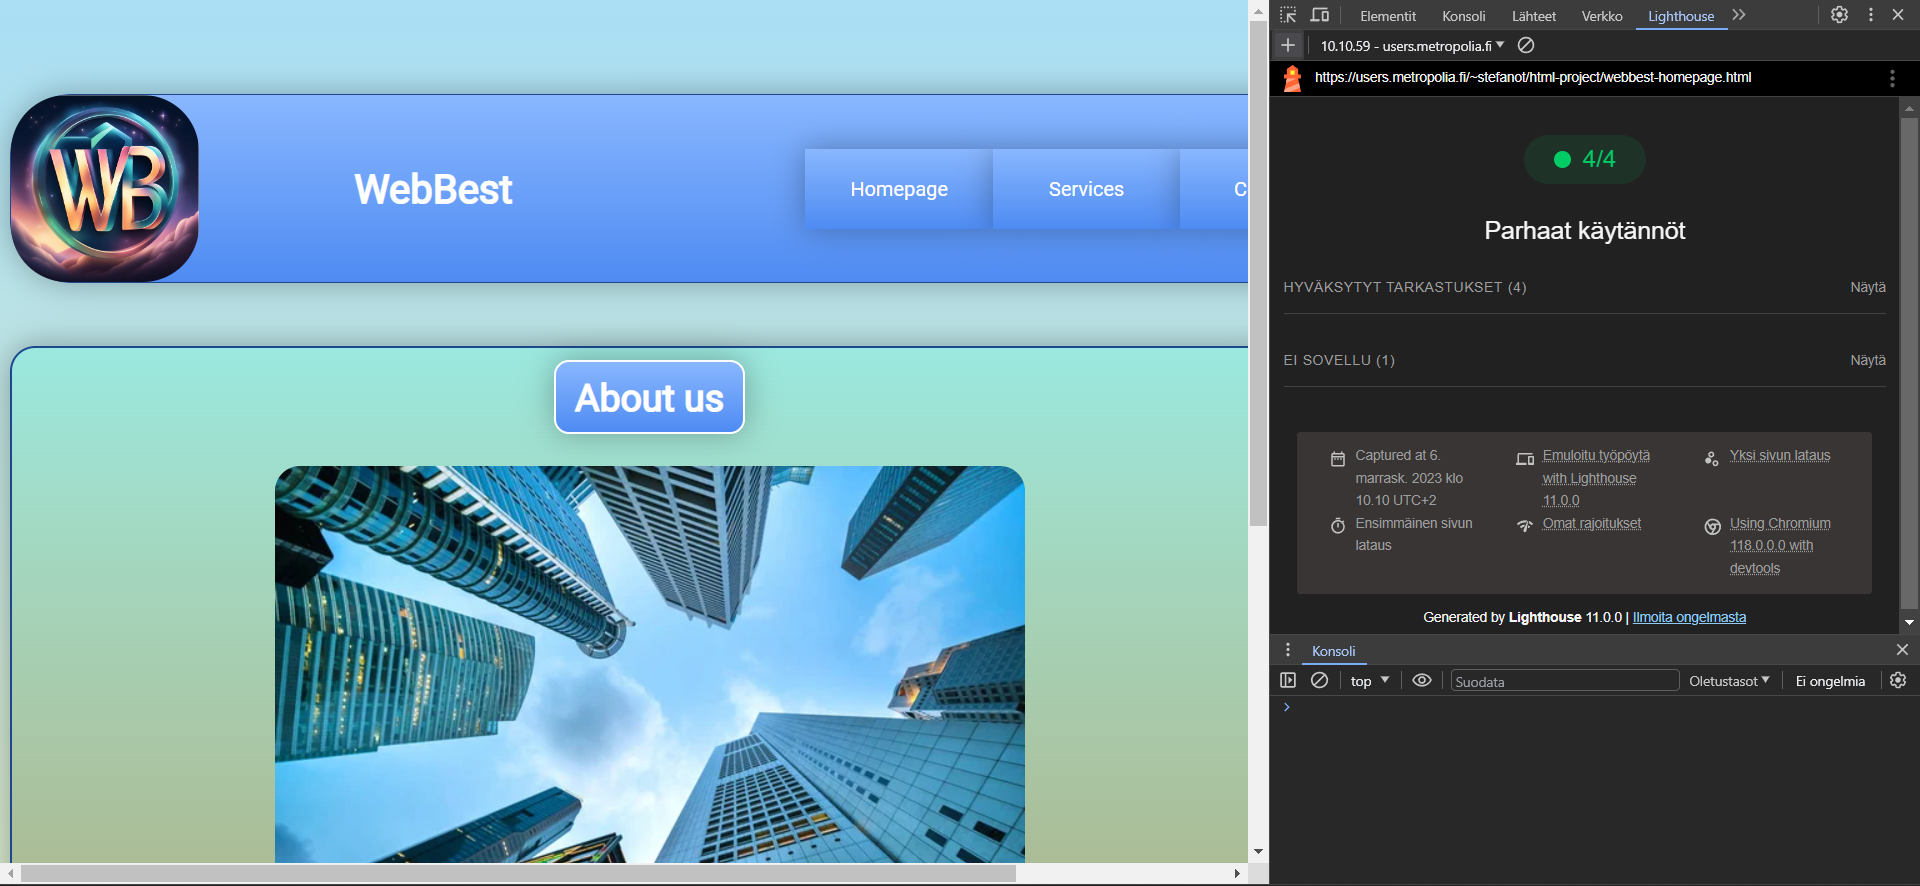 WB
WebBest
Homepage
Services
C
About us
Elementit
Konsoli
Lähteet
Verkko
Lighthouse
10.10.59 - users.metropolia.fi
https://users.metropolia.fi/~stefanot/html-project/webbest-homepage.html
4/4
Parhaat käytännöt
HYVÄKSYTYT TARKASTUKSET (4)
Näytä
EI SOVELLU (1)
Näytä
Captured at 6.
marrask. 2023 klo
10.10 UTC+2
Emuloitu työpöytä
with Lighthouse
11.0.0
Yksi sivun lataus
Ensimmäinen sivun
lataus
Omat rajoitukset
Using Chromium
118.0.0.0 with
devtools
Generated by Lighthouse 11.0.0 | Ilmoita ongelmasta
Konsoli
top
Suodata
Oletustasot
Ei ongelmia